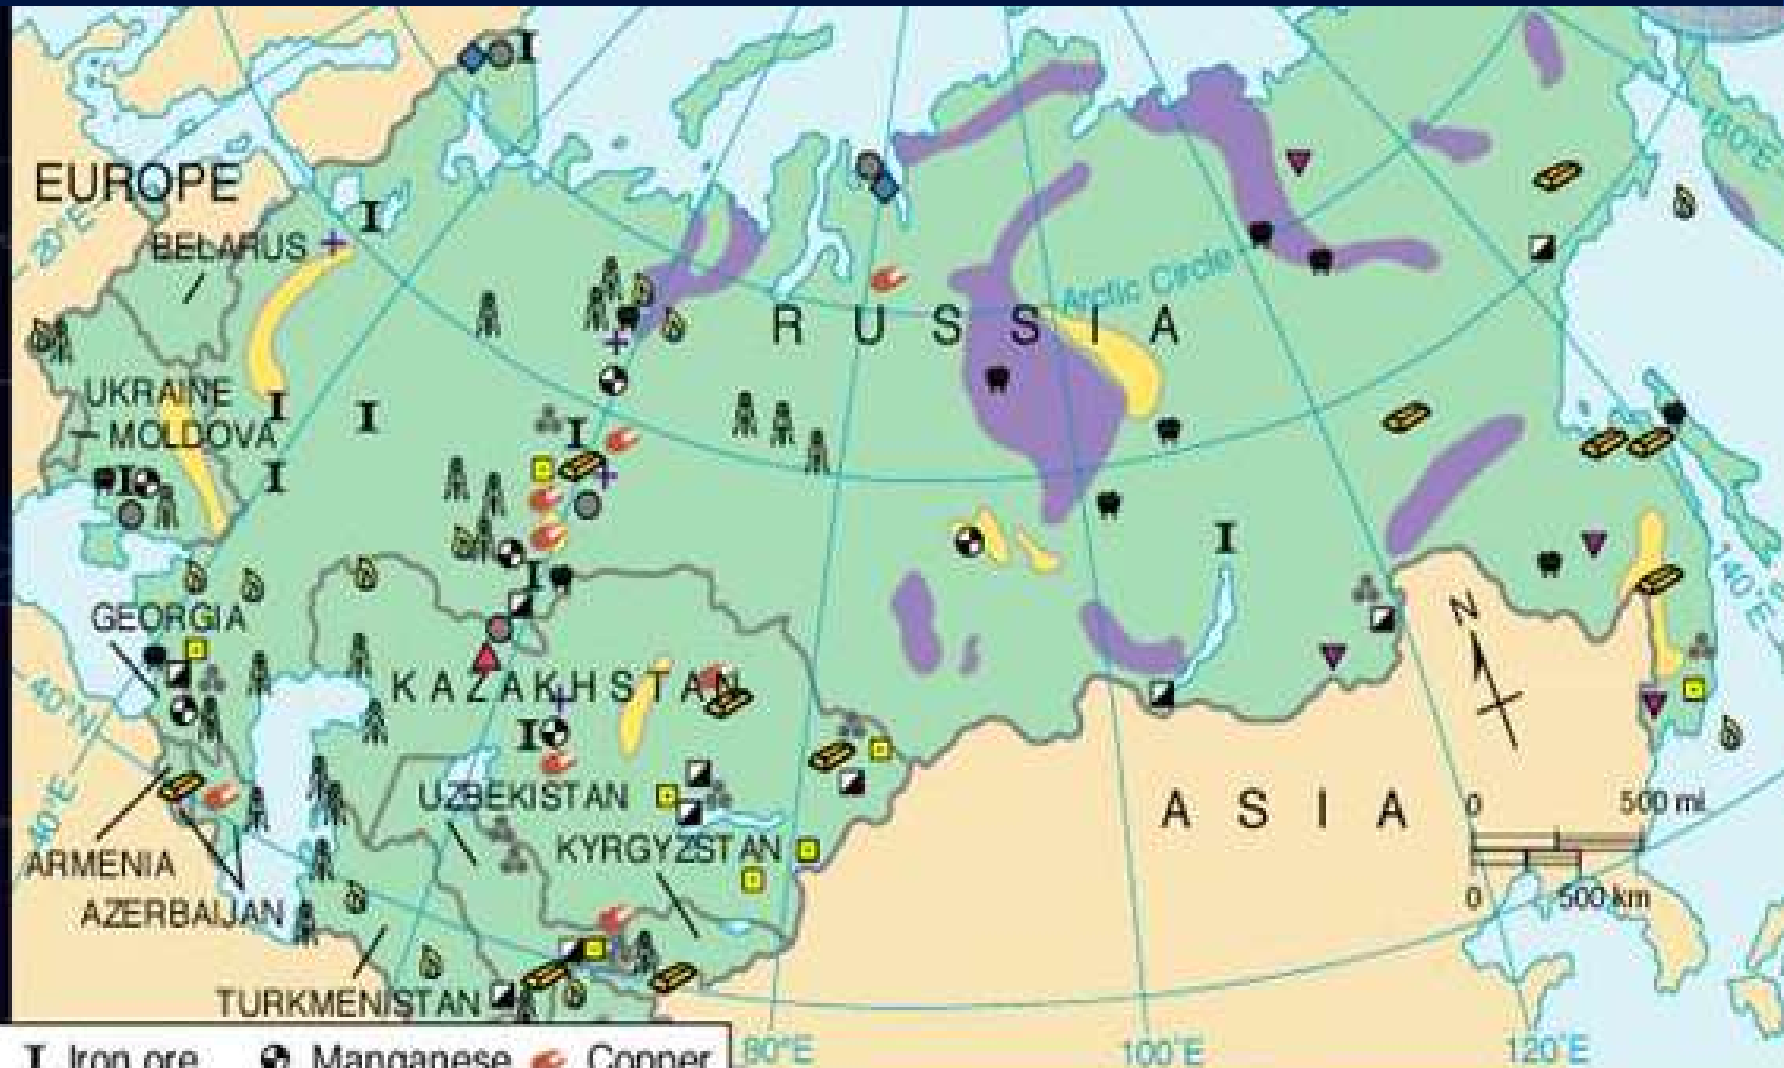 EUROPE
20°E
BELARUS
160°E
Arctic Circle
RUSSIA
UKRAINE
MOLDOVA
140°E
GEORGIA
N
KAZAKHSTAN
40°N
40°E
UZBEKISTAN
ASIA
0 500 mi
KYRGYZSTAN
ARMENIA
0 500 km
AZERBAIJAN
TURKMENISTAN
I Iron ore Manganese Copper
80°E 100°E 120°E